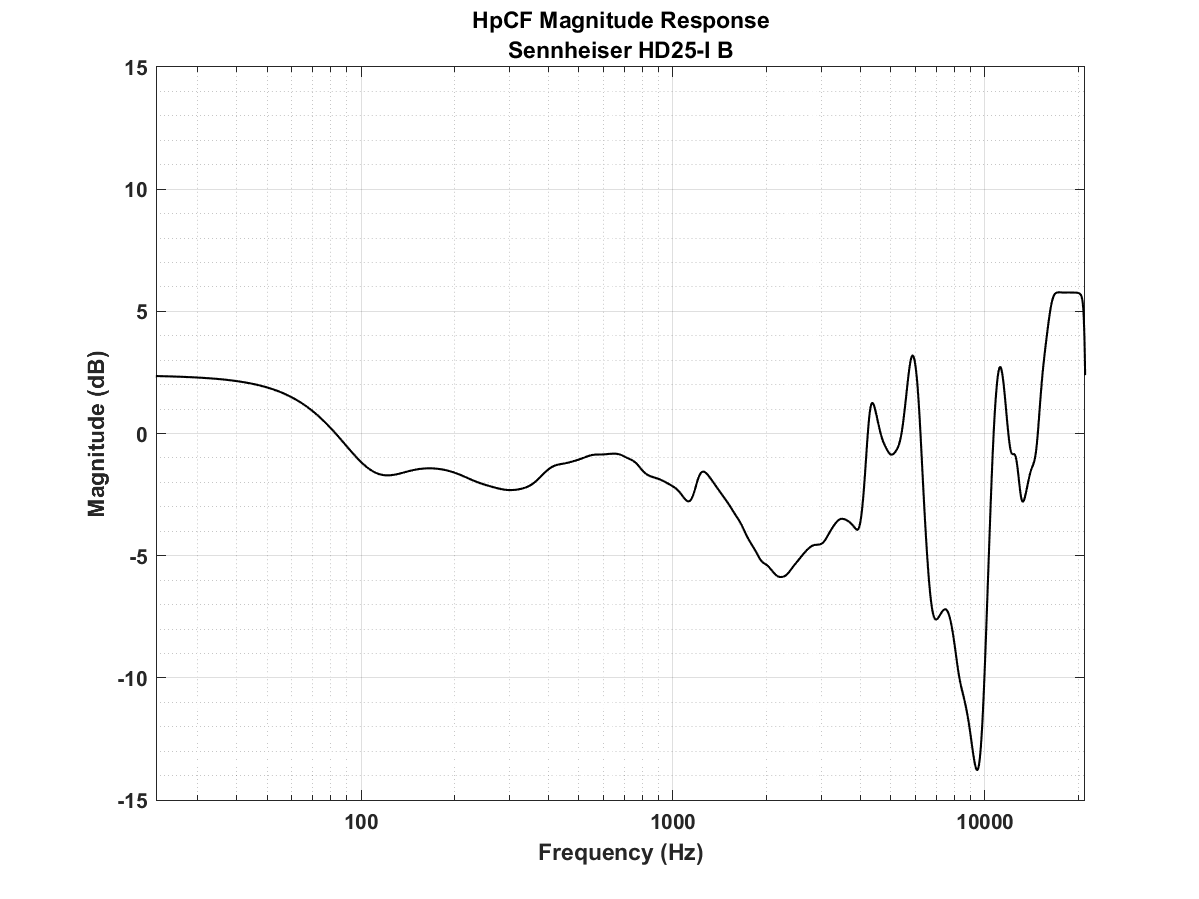 HpCF Magnitude Response
Sennheiser HD25-I B
15
10
5
0
-5
-10
-15
Magnitude (dB)
100
1000
10000
Frequency (Hz)